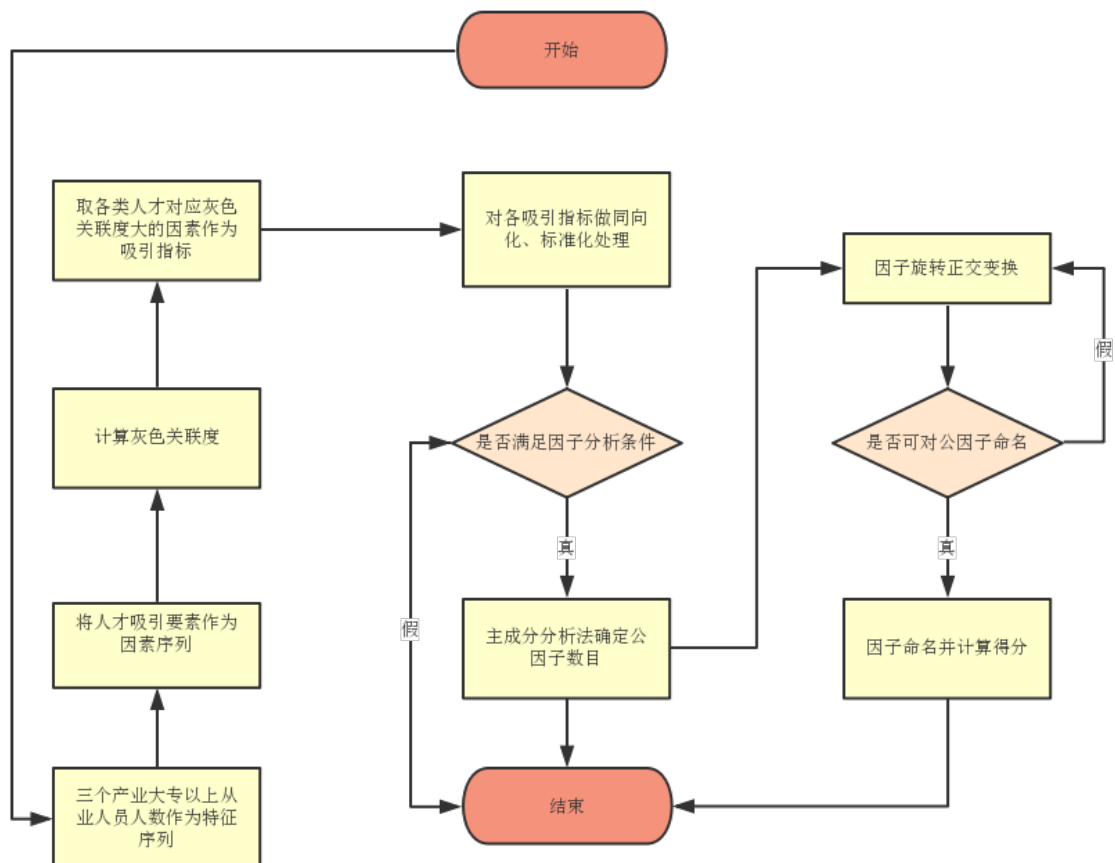 开始
取各类人才对应灰色
关联度大的因素作为
吸引指标
对各吸引指标做同向
化、标准化处理
因子旋转正交变换
假
计算灰色关联度
是否满足因子分析条件
是否可对公因子命名
真
真
将人才吸引要素作为
因素序列
假
主成分分析法确定公
因子数目
因子命名并计算得分
三个产业大专以上从
业人员人数作为特征
序列
结束